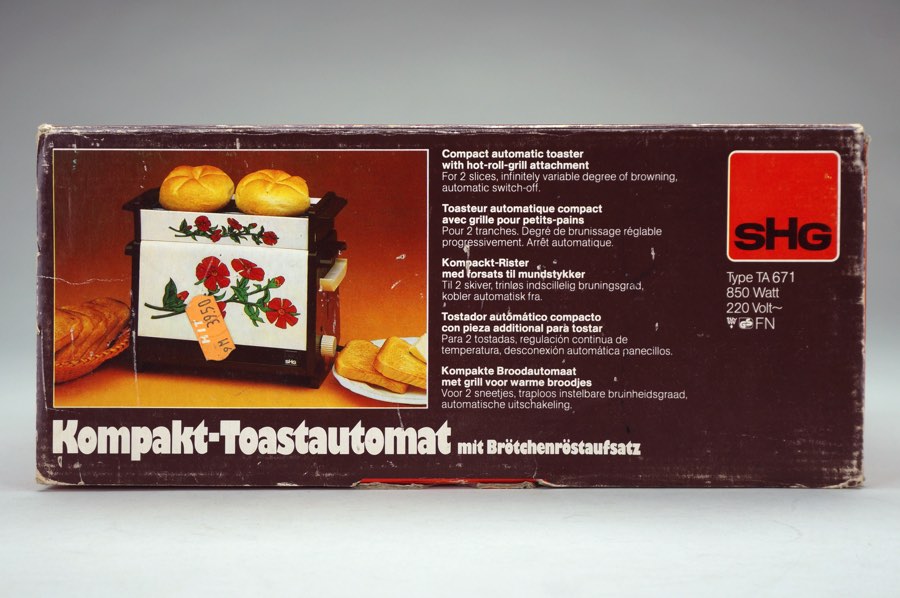 Compact automatic toaster
with hot-roll-grill attachment
For 2 slices, infinitely variable degree of browning,
automatic switch-off.
Toasteur automatique compact
avec grille pour petits-pains
Pour 2 tranches. Degré de brunissage réglable
progressivement. Arrêt automatique.
Kompackt-Rister
med forsats til mundstykker
Til 2 skiver, trinløs indscillelig bruningsgrad,
kobler automatisk fra.
Tostador automático compacto
con pieza additional para tostar
Para 2 tostadas, regulación continua de
temperatura, desconexión automática panecillos.
Kompakte Broodautomaat
met grill voor warme broodjes
Voor 2 sneetjes, traploos instelbare bruinheidsgraad,
automatische uitschakeling.
SHG
Type TA 671
850 Watt
220 Volt~
FN
39.50
SHG
Kompakt-Toastautomat mit Brötchenröstaufsatz